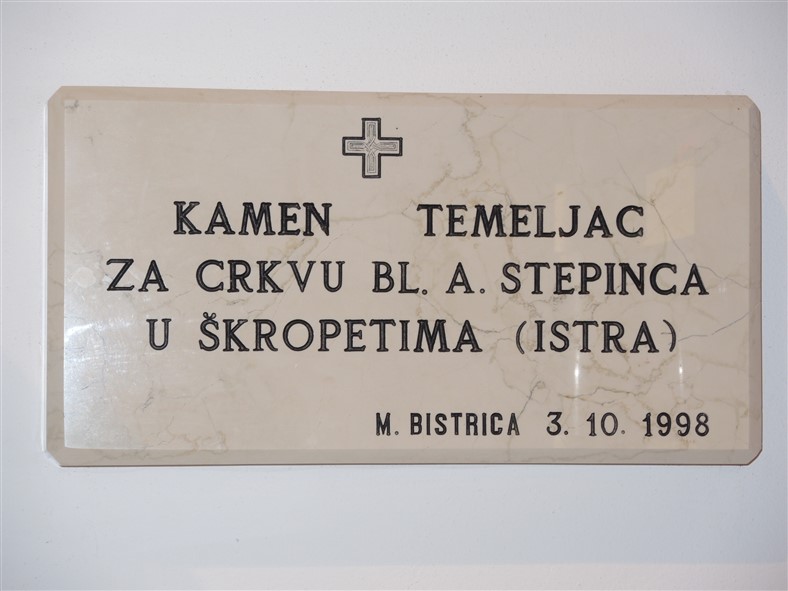 KAMEN TEMELJAC
ZA CRKVU BL. A. STEPINCA
U ŠKROPETIMA (ISTRA)
M. BISTRICA 3. 10. 1998